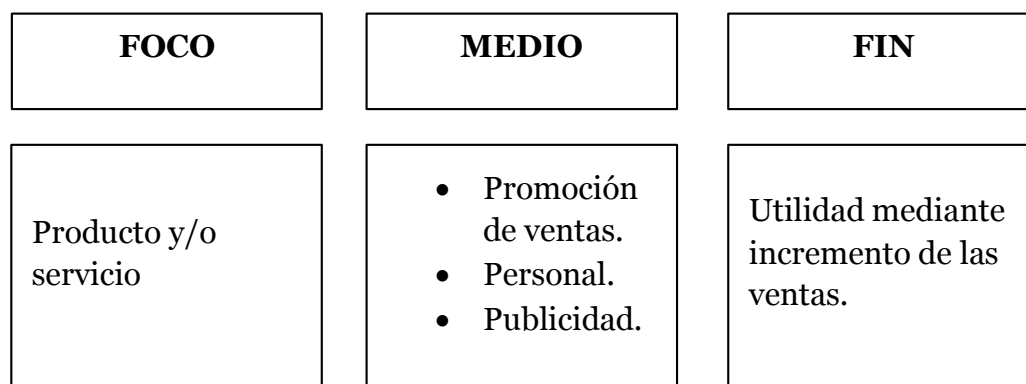 FOCO
MEDIO
FIN
Producto y/o
servicio
• Promoción
de ventas.
• Personal.
• Publicidad.
Utilidad mediante
incremento de las
ventas.